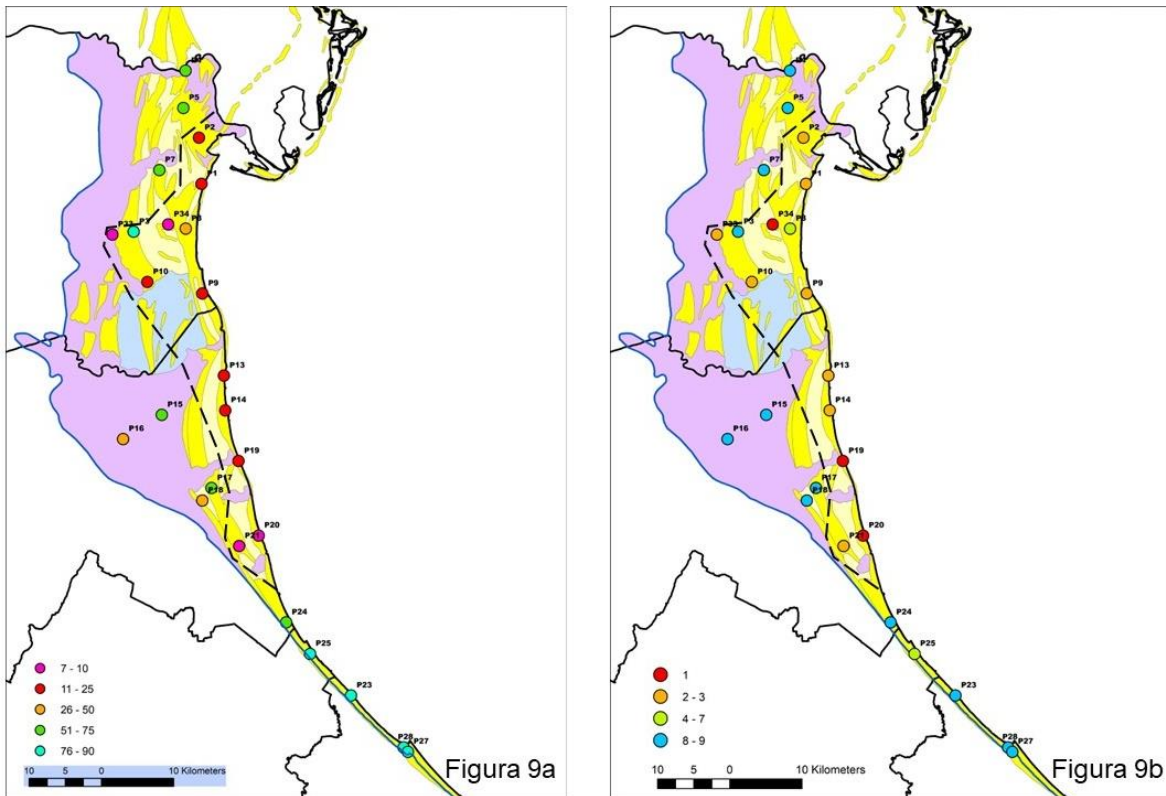 P5
P2
P7
P1
P34
P3
P8
P33
P10
P9
P13
P14
P15
P16
P19
P17
P18
P20
P21
P24
P25
P23
P28
P27
7 - 10
11 - 25
26 - 50
51 - 75
76 - 90
10 5 0 10 Kilometers
Figura 9a
P5
P2
P7
P1
P34
P3
P8
P10
P9
P13
P14
P15
P16
P19
P17
P18
P20
P21
P24
P25
P23
P28
P27
1
2 - 3
4 - 7
8 - 9
10 5 0 10 Kilometers
Figura 9b